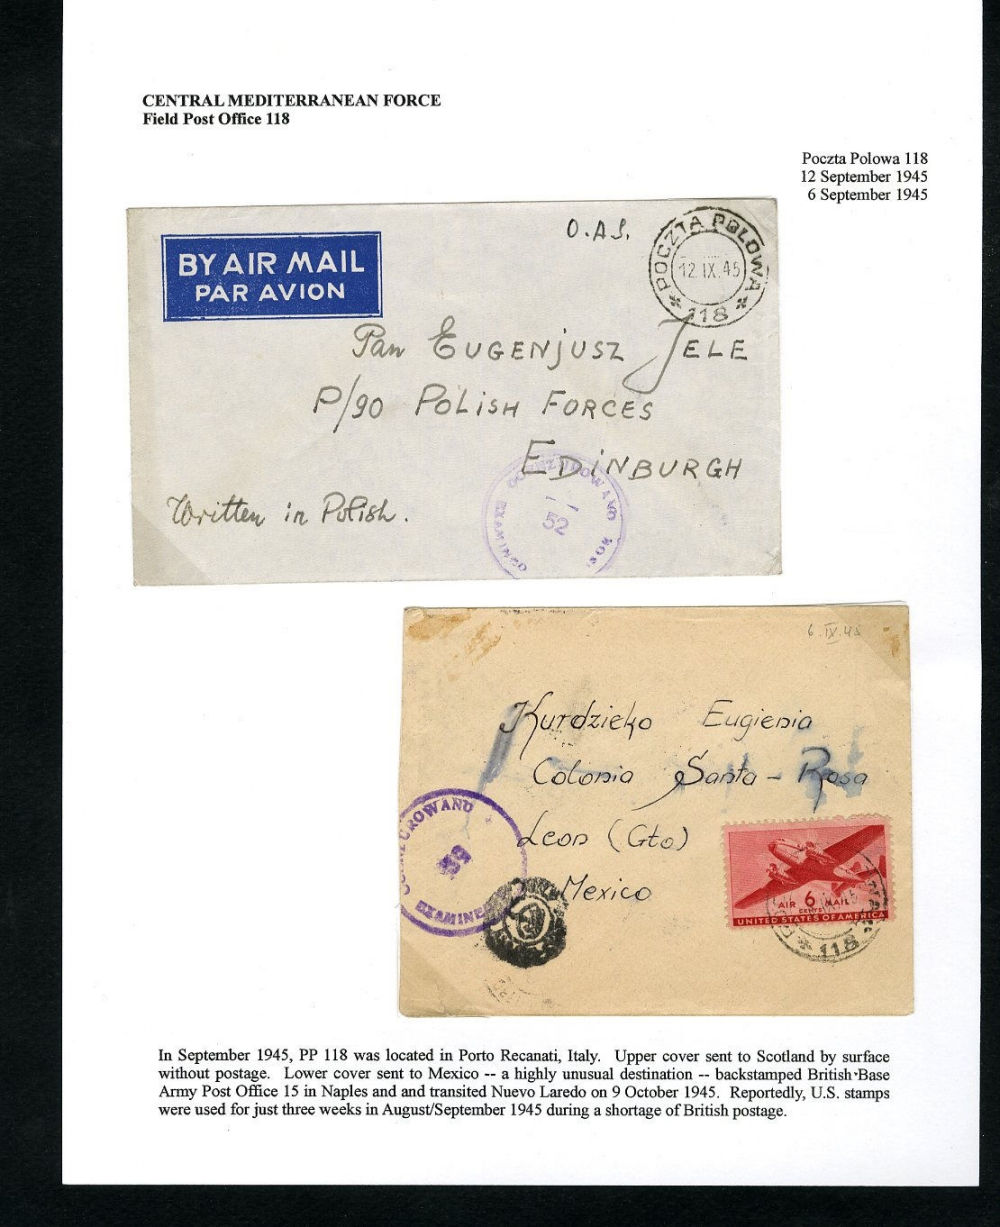 CENTRAL MEDITERRANEAN FORCE
Field Post Office 118
Poczta Polowa 118
12 September 1945
6 September 1945
BY AIR MAIL
PAR AVION
O.A.S.
POCZTA POLOWA
12.IX.45
118
Pan Eugenjusz Jele
P/90 Polish Forces
Edinburgh
52
EXAMINED
Written in Polish.
6.IX.45
Kurdzieko Eugienia
Colonia Santa-Rosa
Leon (Gto)
Mexico
EXAMINED
AIR 6 MAIL
CENTS
UNITED STATES OF AMERICA
118
In September 1945, PP 118 was located in Porto Recanati, Italy. Upper cover sent to Scotland by surface
without postage. Lower cover sent to Mexico -- a highly unusual destination -- backstamped British Base
Army Post Office 15 in Naples and and transited Nuevo Laredo on 9 October 1945. Reportedly, U.S. stamps
were used for just three weeks in August/September 1945 during a shortage of British postage.